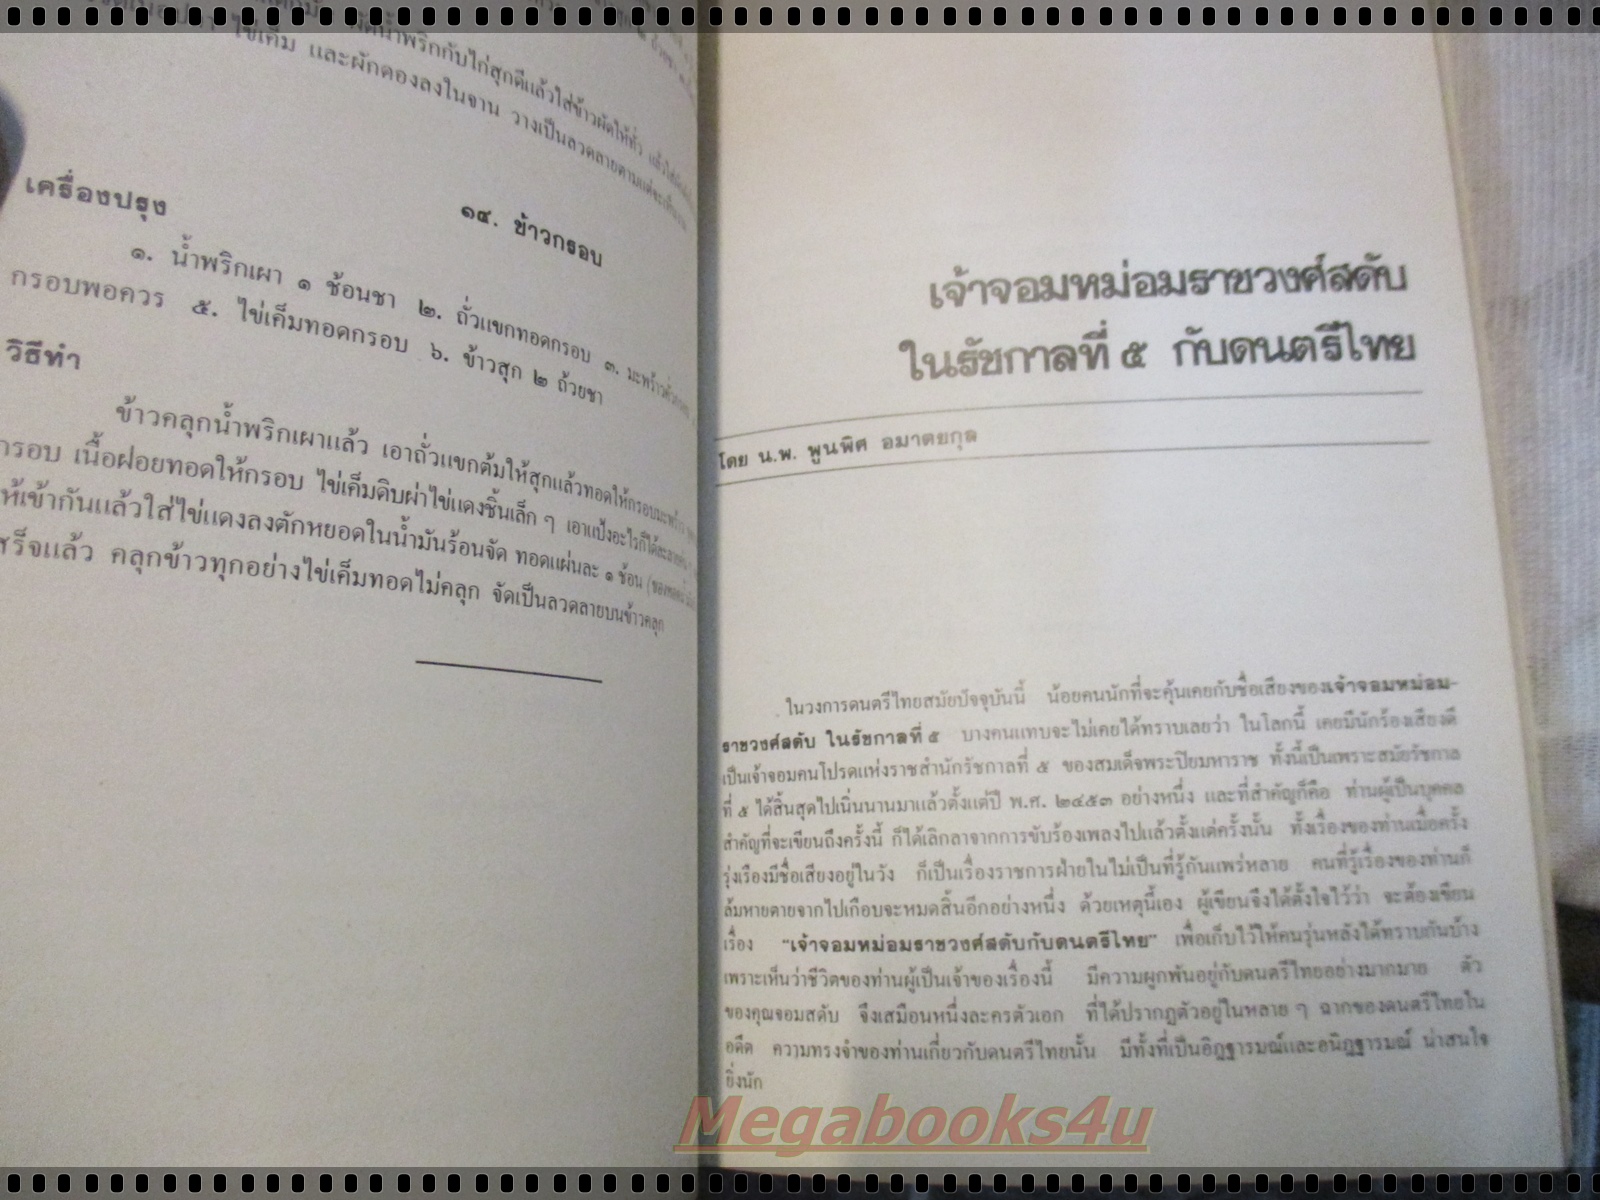 ผัดน้ำพริกกับไก่สุกดีแล้วใส่ข้าวผัดให้ทั่ว
ไข่เค็ม และผักดองลงในจาน วางเป็นลวดลายตามแต่จะเห็นงาม
๑๔. ข้าวกรอบ
เครื่องปรุง
๑. น้ำพริกเผา ๑ ช้อนชา ๒. ถั่วแขกทอดกรอบ ๓. มะพร้าวคั่ว
กรอบพอควร ๕. ไข่เค็มทอดกรอบ ๖. ข้าวสุก ๒ ถ้วยชา
วิธีทำ
ข้าวคลุกน้ำพริกเผาแล้ว เอาถั่วแขกต้มให้สุกแล้วทอดให้กรอบมะพร้าว
กรอบ เนื้อฝอยทอดให้กรอบ ไข่เค็มดิบผ่าไข่แดงชิ้นเล็ก ๆ เอาแป้งอะไรก็ได้ละลาย
ให้เข้ากันแล้วใส่ไข่แดงลงตักหยอดในน้ำมันร้อนจัด ทอดแผ่นละ ๑ ช้อน
เสร็จแล้ว คลุกข้าวทุกอย่างไข่เค็มทอดไม่คลุก จัดเป็นลวดลายบนข้าวคลุก
เจ้าจอมหม่อมราชวงศ์สดับ
ในรัชกาลที่ ๕ กับดนตรีไทย
โดย น.พ. พูนพิศ อมาตยกุล
ในวงการดนตรีไทยสมัยปัจจุบันนี้ น้อยคนนักที่จะคุ้นเคยกับชื่อเสียงของเจ้าจอมหม่อม-
ราชวงศ์สดับ ในรัชกาลที่ ๕ บางคนแทบจะไม่เคยได้ทราบเลยว่า ในโลกนี้ เคยมีนักร้องเสียงดี
เป็นเจ้าจอมคนโปรดแห่งราชสำนักรัชกาลที่ ๕ ของสมเด็จพระปิยมหาราช ทั้งนี้เป็นเพราะสมัยรัชกาล
ที่ ๕ ได้สิ้นสุดไปเนิ่นนานมาแล้วตั้งแต่ปี พ.ศ. ๒๔๕๓ อย่างหนึ่ง และที่สำคัญก็คือ ท่านผู้เป็นบุคคล
สำคัญที่จะเขียนถึงครั้งนี้ ก็ได้เลิกลาจากการขับร้องเพลงไปแล้วตั้งแต่ครั้งนั้น ทั้งเรื่องของท่านเมื่อครั้ง
รุ่งเรืองมีชื่อเสียงอยู่ในวัง ก็เป็นเรื่องราชการฝ่ายในไม่เป็นที่รู้กันแพร่หลาย คนที่รู้เรื่องของท่านก็
ล้มหายตายจากไปเกือบจะหมดสิ้นอีกอย่างหนึ่ง ด้วยเหตุนี้เอง ผู้เขียนจึงได้ตั้งใจไว้ว่า จะต้องเขียน
เรื่อง "เจ้าจอมหม่อมราชวงศ์สดับกับดนตรีไทย" เพื่อเก็บไว้ให้คนรุ่นหลังได้ทราบกันบ้าง
เพราะเห็นว่าชีวิตของท่านผู้เป็นเจ้าของเรื่องนี้ มีความผูกพันอยู่กับดนตรีไทยอย่างมากมาย ตัว
ของคุณจอมสดับ จึงเสมือนหนึ่งละครตัวเอก ที่ได้ปรากฏตัวอยู่ในหลาย ๆ ฉากของดนตรีไทยใน
อดีต ความทรงจำของท่านเกี่ยวกับดนตรีไทยนั้น มีทั้งที่เป็นอิฏฐารมณ์และอนิฏฐารมณ์ น่าสนใจ
ยิ่งนัก
Megabooks4u